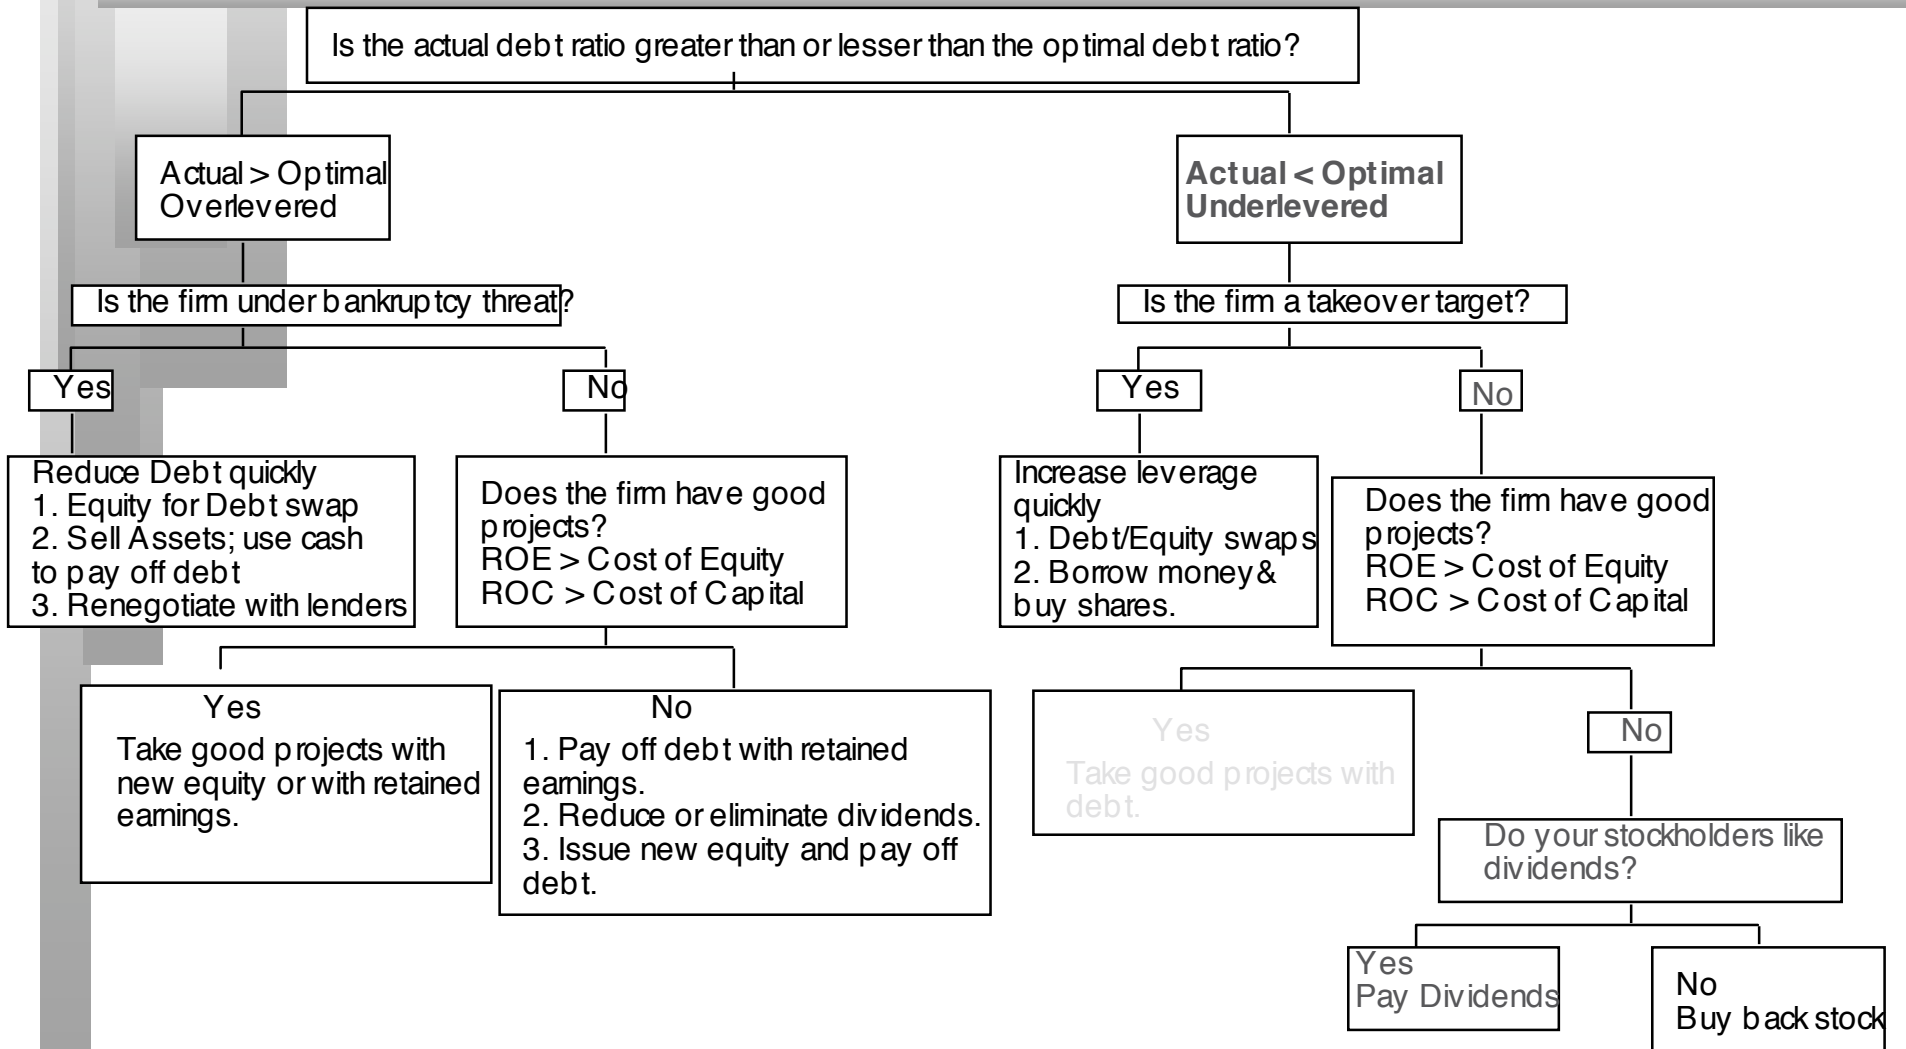 Is the actual debt ratio greater than or lesser than the optimal debt ratio?
Actual > Optimal
Overlevered
Actual < Optimal
Underlevered
Is the firm under bankruptcy threat?
Is the firm a takeover target?
Yes
No
Yes
No
Reduce Debt quickly
1. Equity for Debt swap
2. Sell Assets; use cash
to pay off debt
3. Renegotiate with lenders
Does the firm have good
projects?
ROE > Cost of Equity
ROC > Cost of Capital
Increase leverage
quickly
1. Debt/Equity swaps
2. Borrow money&
buy shares.
Does the firm have good
projects?
ROE > Cost of Equity
ROC > Cost of Capital
Yes
Take good projects with
new equity or with retained
earnings.
No
1. Pay off debt with retained
earnings.
2. Reduce or eliminate dividends.
3. Issue new equity and pay off
debt.
Yes
Take good projects with
debt.
No
Do your stockholders like
dividends?
Yes
Pay Dividends
No
Buy back stock